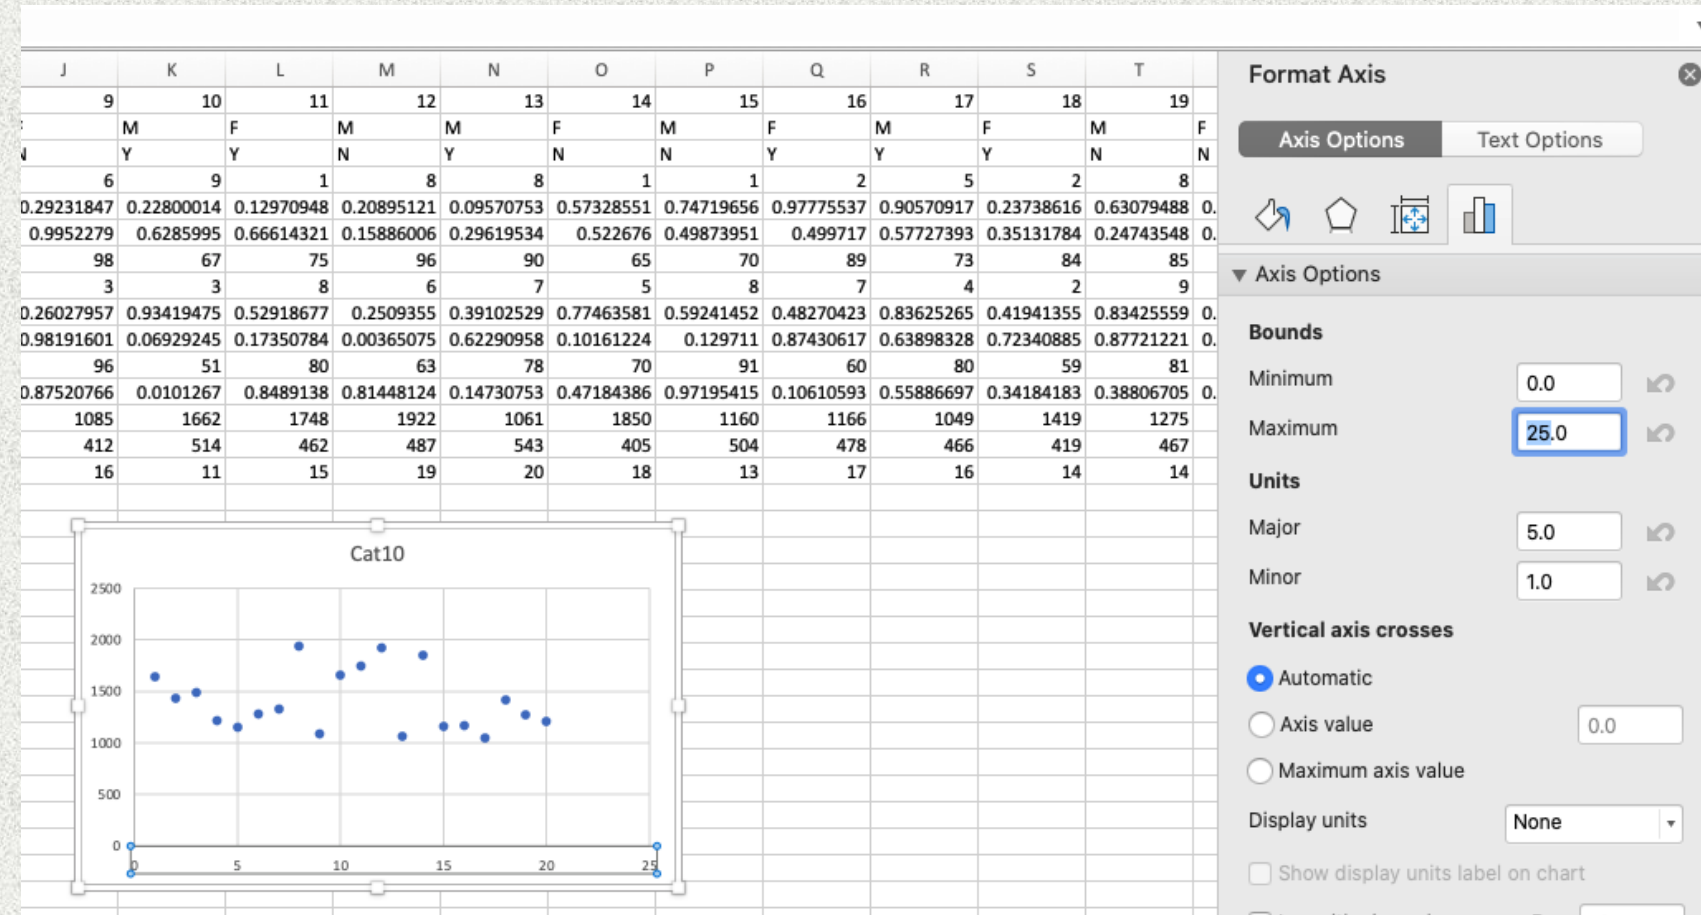 J K L M N O P Q R S T
9 10 11 12 13 14 15 16 17 18 19
M F M M F M F M F M F
Y Y N Y N N Y Y Y N N
6 9 1 8 8 1 1 2 5 2 8
0.29231847 0.22800014 0.12970948 0.20895121 0.09570753 0.57328551 0.74719656 0.97775537 0.90570917 0.23738616 0.63079488 0.
0.9952279 0.6285995 0.66614321 0.15886006 0.29619534 0.522676 0.49873951 0.499717 0.57727393 0.35131784 0.24743548 0.
98 67 75 96 90 65 70 89 73 84 85
3 3 8 6 7 5 8 7 4 2 9
0.26027957 0.93419475 0.52918677 0.2509355 0.39102529 0.77463581 0.59241452 0.48270423 0.83625265 0.41941355 0.83425559 0.
0.98191601 0.06929245 0.17350784 0.00365075 0.62290958 0.10161224 0.129711 0.87430617 0.63898328 0.72340885 0.87721221 0.
96 51 80 63 78 70 91 60 80 59 81
0.87520766 0.0101267 0.8489138 0.81448124 0.14730753 0.47184386 0.97195415 0.10610593 0.55886697 0.34184183 0.38806705 0.
1085 1662 1748 1922 1061 1850 1160 1166 1049 1419 1275
412 514 462 487 543 405 504 478 466 419 467
16 11 15 19 20 18 13 17 16 14 14
Cat10
2500
2000
1500
1000
500
0
0 5 10 15 20 25
Format Axis
Axis Options Text Options
Axis Options
Bounds
Minimum 0.0
Maximum 25.0
Units
Major 5.0
Minor 1.0
Vertical axis crosses
Automatic
Axis value 0.0
Maximum axis value
Display units None
Show display units label on chart